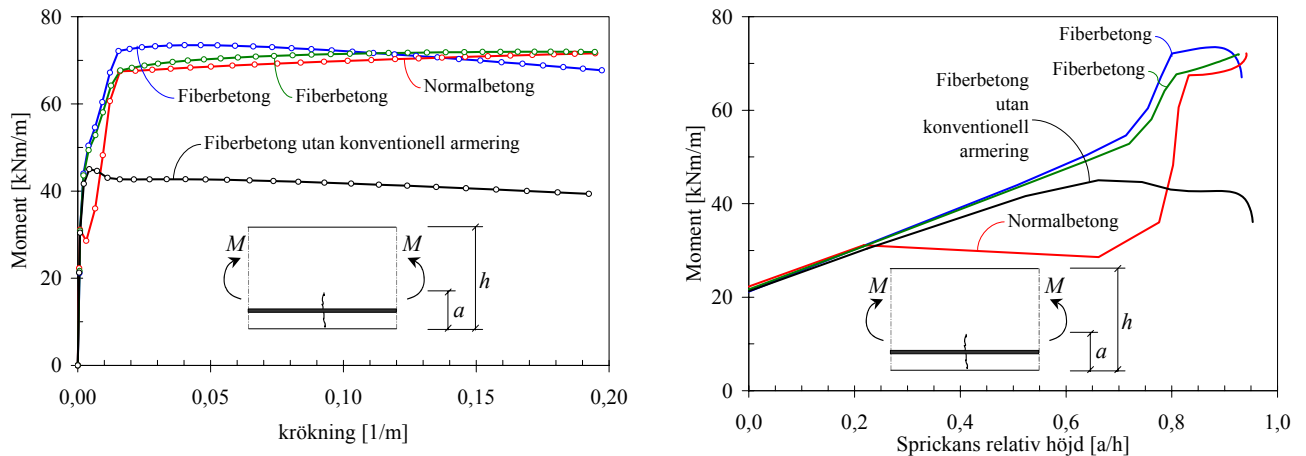 80
60
40
20
0
Moment [kNm/m]
Fiberbetong
Fiberbetong
Normalbetong
Fiberbetong utan konventionell armering
M
M
h
a
0,00
0,05
0,10
0,15
0,20
krökning [1/m]
80
60
40
20
0
Moment [kNm/m]
Fiberbetong
Fiberbetong
Fiberbetong
utan
konventionell
armering
Normalbetong
M
M
h
a
0,0
0,2
0,4
0,6
0,8
1,0
Sprickans relativ höjd [a/h]